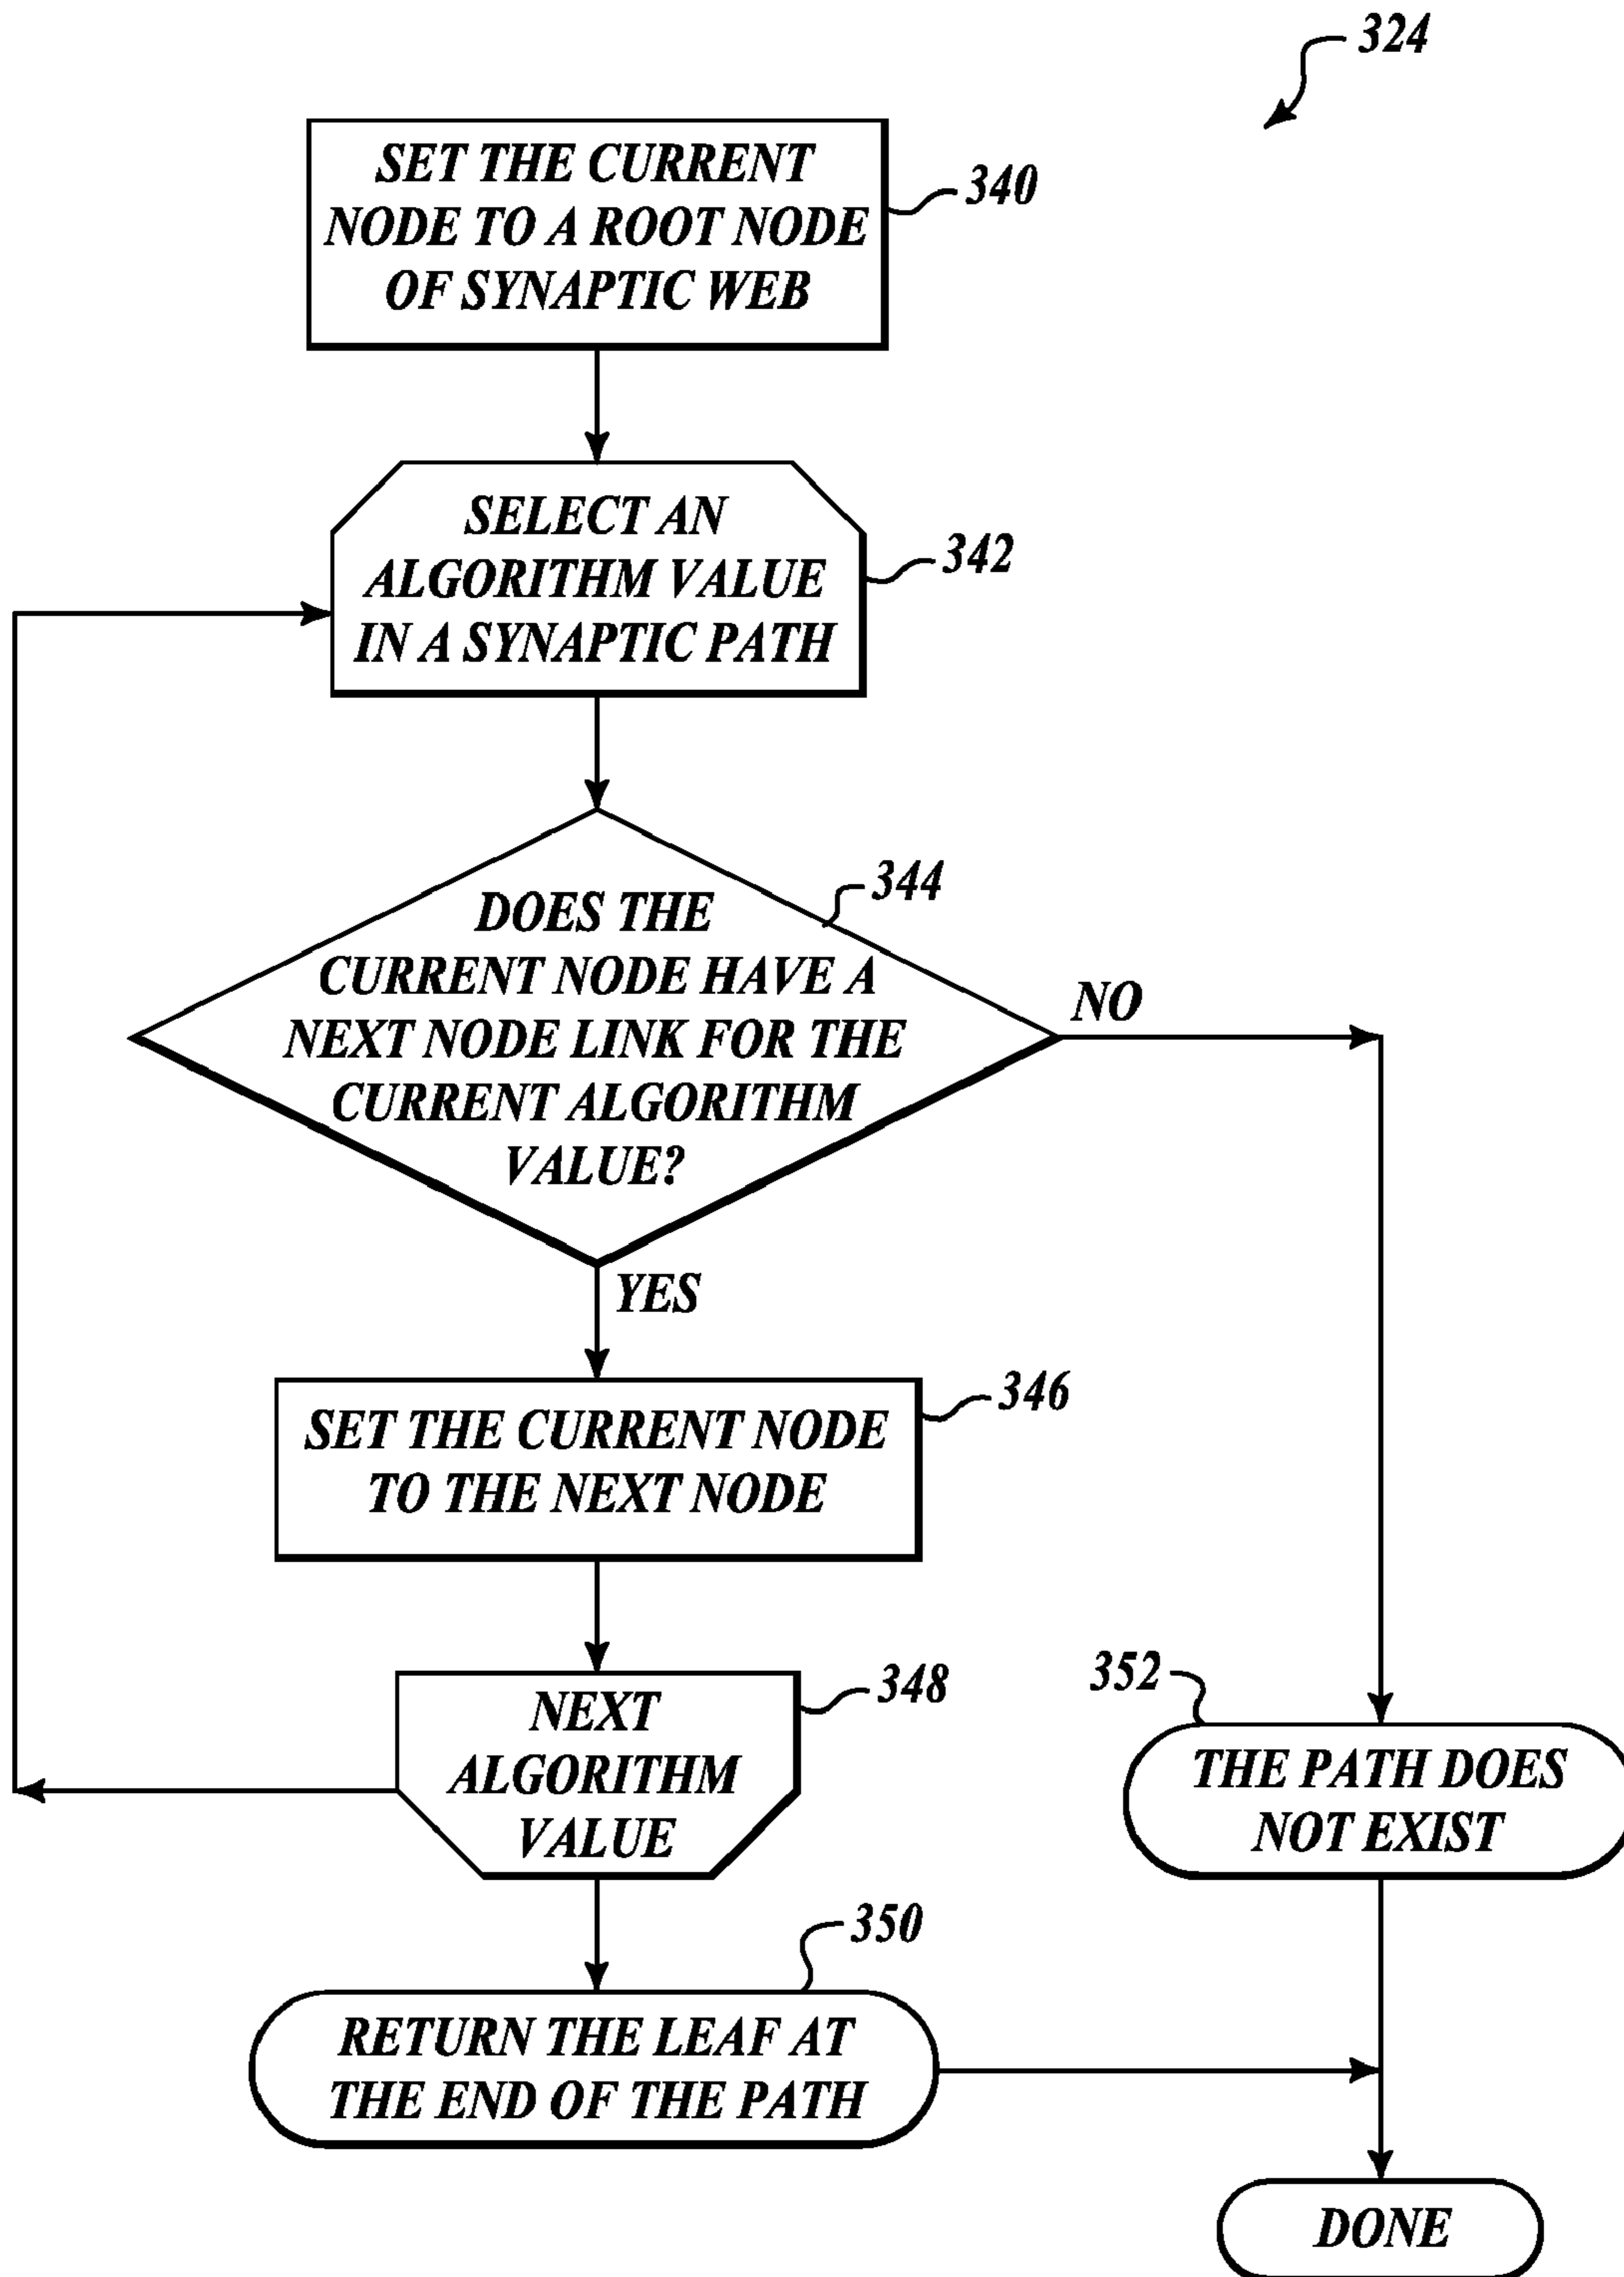 324
SET THE CURRENT
NODE TO A ROOT NODE
OF SYNAPTIC WEB
340
SELECT AN
ALGORITHM VALUE
IN A SYNAPTIC PATH
342
344
DOES THE
CURRENT NODE HAVE A
NEXT NODE LINK FOR THE
CURRENT ALGORITHM
VALUE?
NO
YES
346
SET THE CURRENT NODE
TO THE NEXT NODE
348
NEXT
ALGORITHM
VALUE
352
THE PATH DOES
NOT EXIST
350
RETURN THE LEAF AT
THE END OF THE PATH
DONE